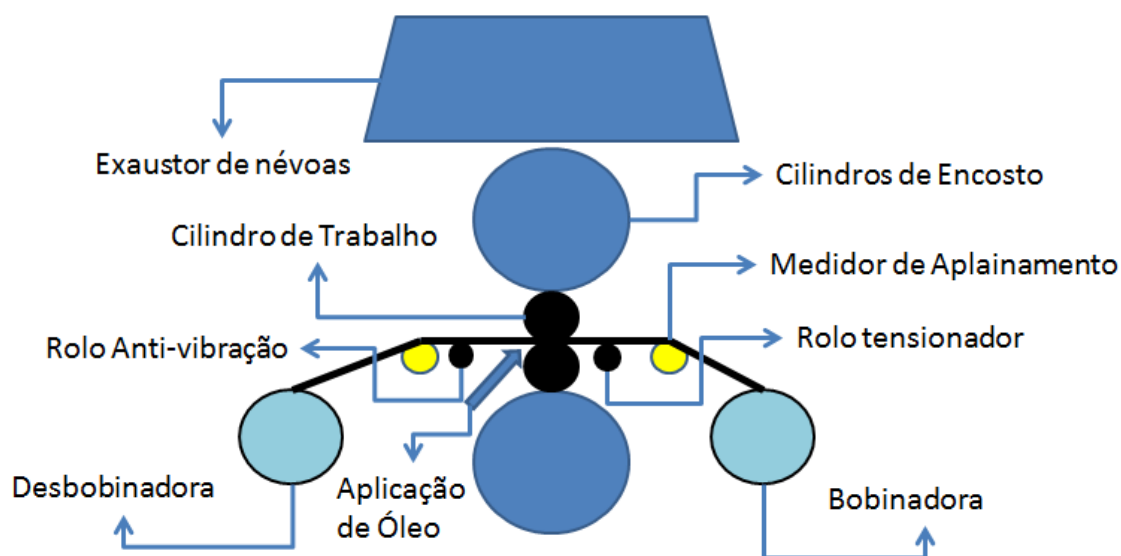 Exaustor de névoas
Cilindros de Encosto
Cilindro de Trabalho
Medidor de Aplainamento
Rolo Anti-vibração
Rolo tensionador
Desbobinadora
Aplicação
de Óleo
Bobinadora